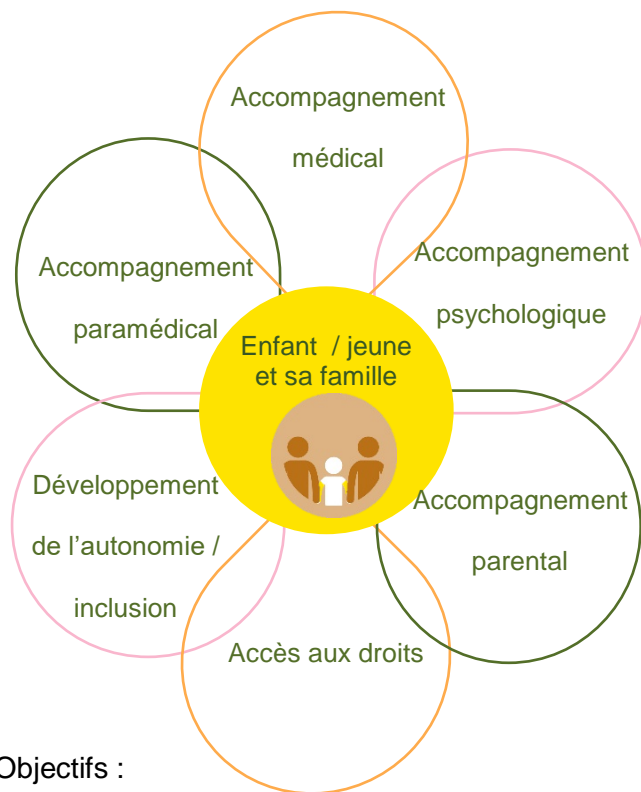 Accompagnement
médical
Accompagnement
psychologique
Accompagnement
paramédical
Enfant / jeune
et sa famille
Développement
de l’autonomie /
inclusion
Accompagnement
parental
Accès aux droits
Objectifs :